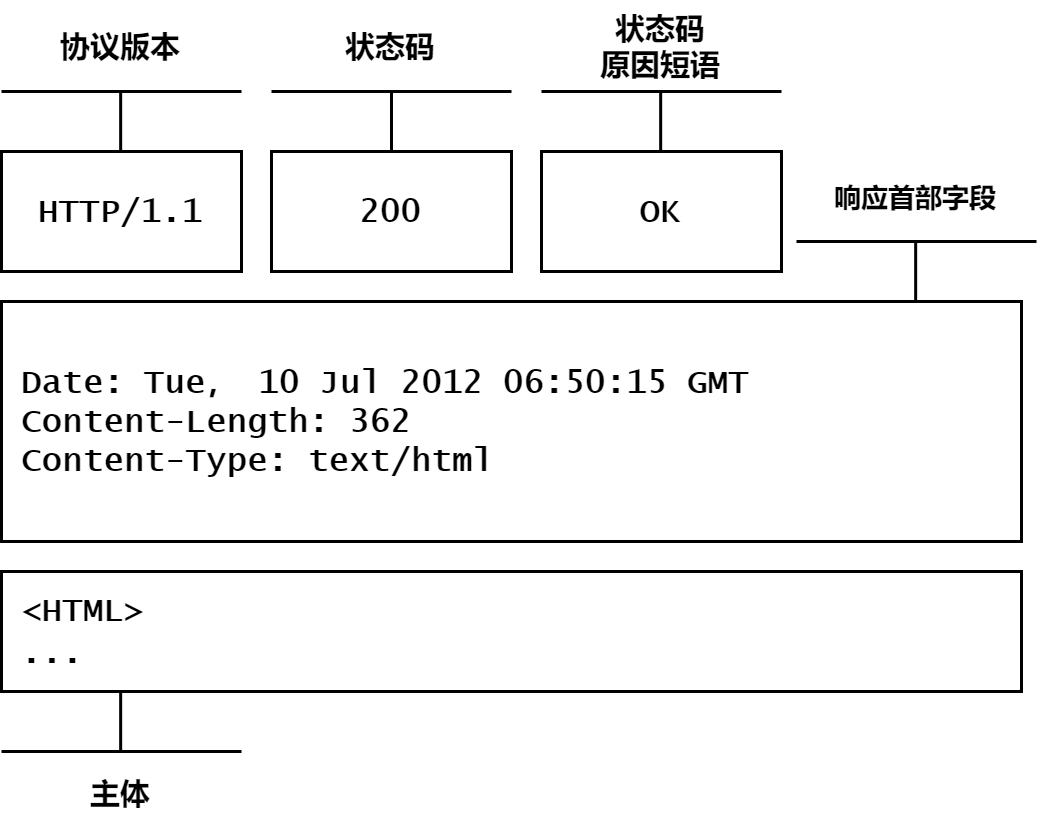 协议版本
状态码
状态码
原因短语
HTTP/1.1
200
OK
响应首部字段
Date: Tue, 10 Jul 2012 06:50:15 GMT
Content-Length: 362
Content-Type: text/html
<HTML>
...
主体